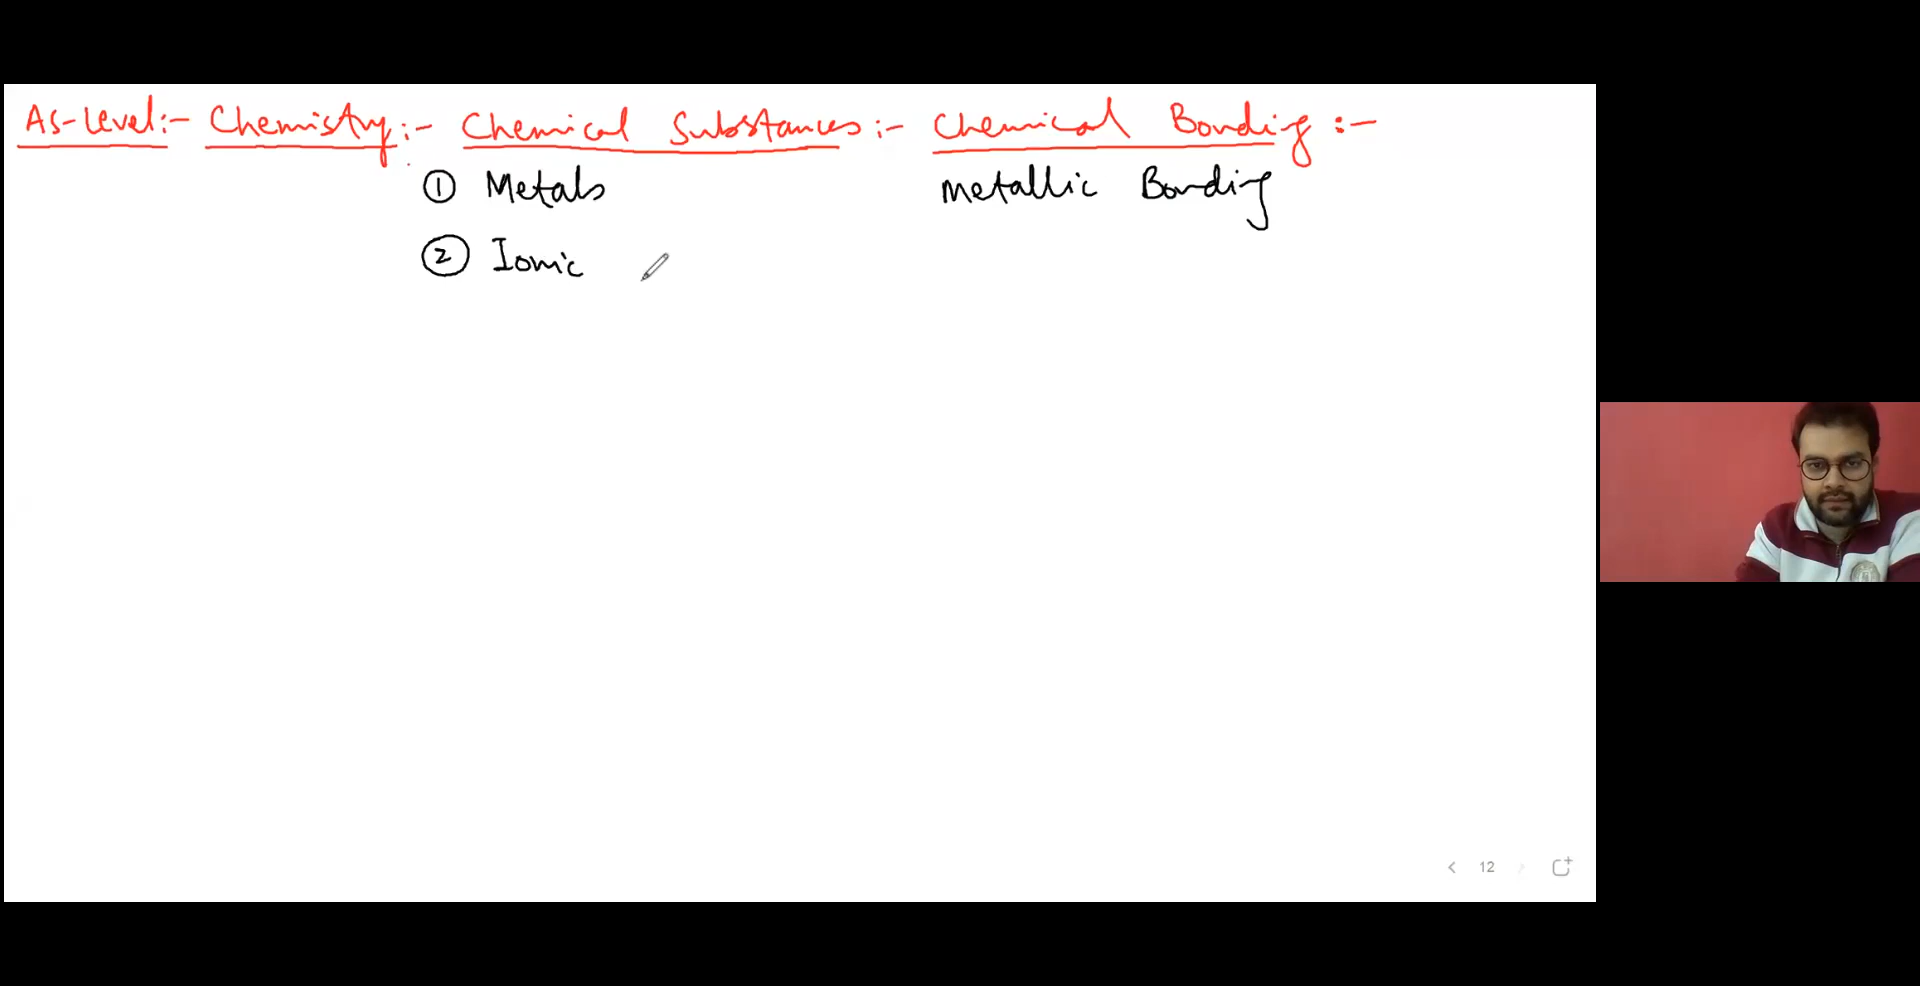 As-Level:- Chemistry:- Chemical Substances:- Chemical Bonding:-
① Metals Metallic Bonding
② Ionic
< 12 >